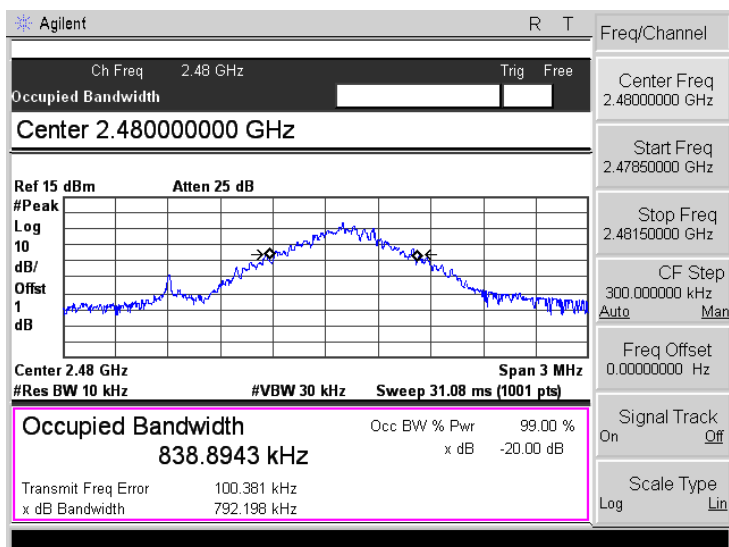 Agilent R T
Ch Freq 2.48 GHz Trig Free
Occupied Bandwidth
Center 2.480000000 GHz
Ref 15 dBm Atten 25 dB
#Peak
Log
10
dB/
Offst
1
dB
Center 2.48 GHz Span 3 MHz
#Res BW 10 kHz #VBW 30 kHz Sweep 31.08 ms (1001 pts)
Occupied Bandwidth Occ BW % Pwr 99.00 %
838.8943 kHz x dB -20.00 dB
Transmit Freq Error 100.381 kHz
x dB Bandwidth 792.198 kHz
Freq/Channel
Center Freq
2.48000000 GHz
Start Freq
2.47850000 GHz
Stop Freq
2.48150000 GHz
CF Step
300.000000 kHz
Auto Man
Freq Offset
0.00000000 Hz
Signal Track
On Off
Scale Type
Log Lin